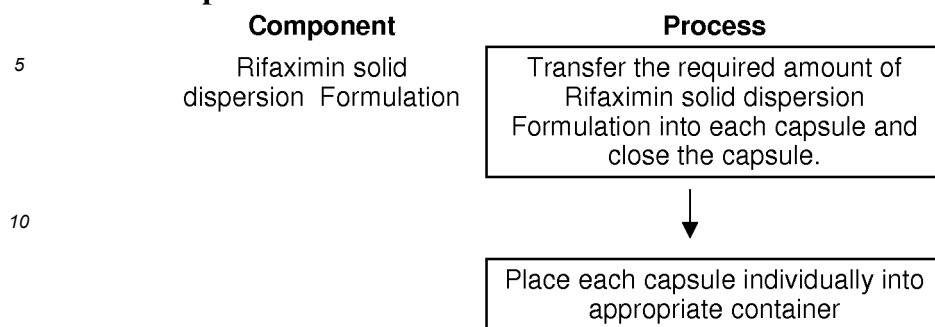 Component Process
5
Rifaximin solid
dispersion Formulation
Transfer the required amount of
Rifaximin solid dispersion
Formulation into each capsule and
close the capsule.
10
Place each capsule individually into
appropriate container